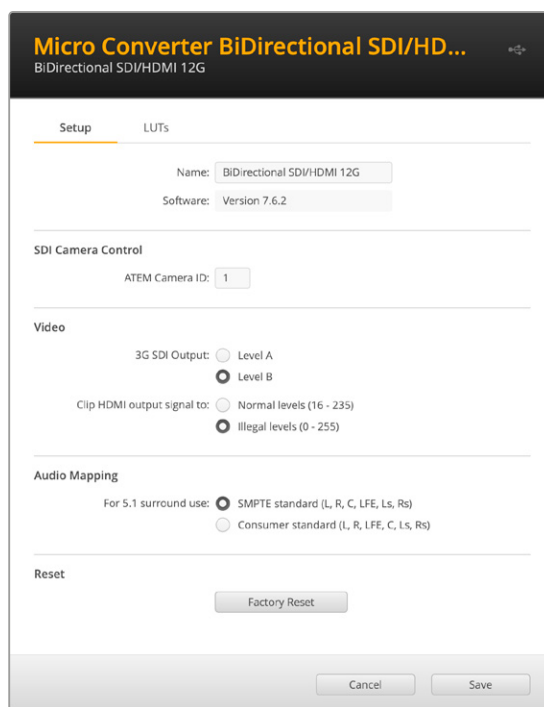 Micro Converter BiDirectional SDI/HD...
BiDirectional SDI/HDMI 12G
Setup LUTs
Name: BiDirectional SDI/HDMI 12G
Software: Version 7.6.2
SDI Camera Control
ATEM Camera ID: 1
Video
3G SDI Output: Level A
Level B
Clip HDMI output signal to: Normal levels (16 - 235)
Illegal levels (0 - 255)
Audio Mapping
For 5.1 surround use: SMPTE standard (L, R, C, LFE, Ls, Rs)
Consumer standard (L, R, LFE, C, Ls, Rs)
Reset
Factory Reset
Cancel Save